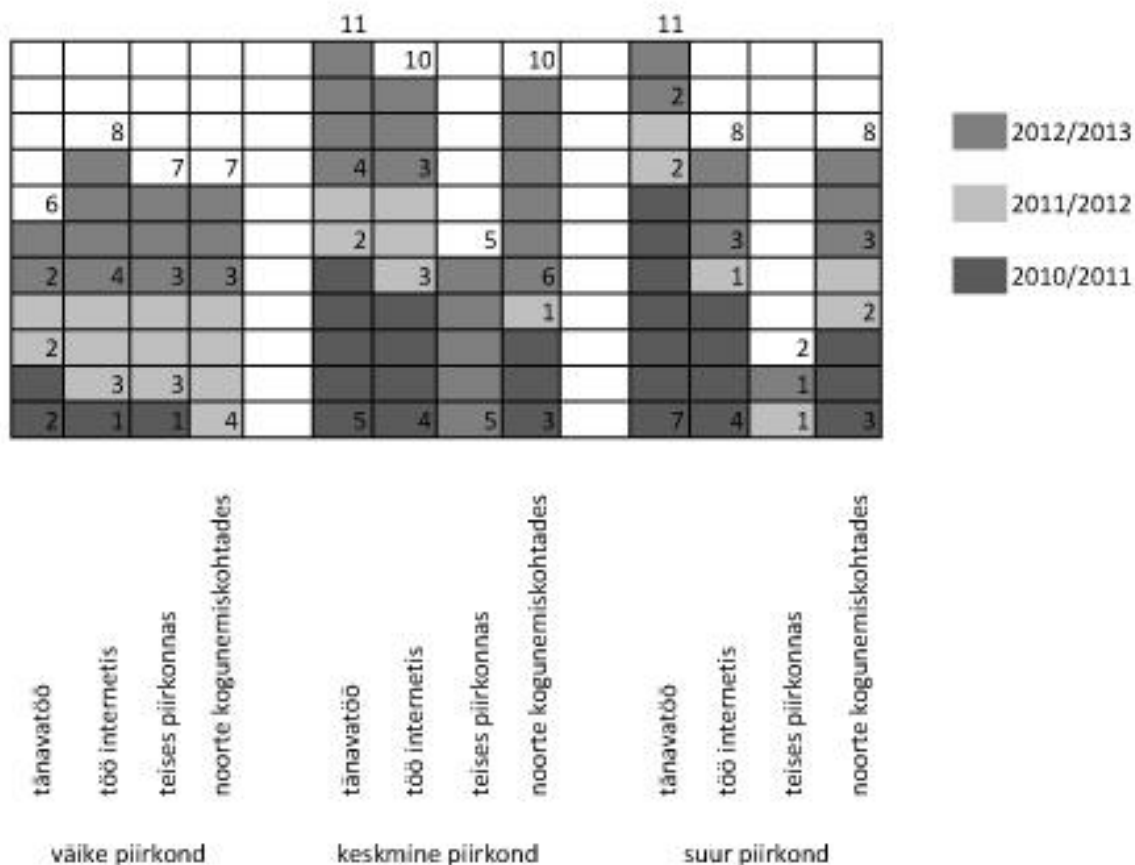 11 11
10 10
2
8 8 8
7 7 4 3 2
6
2 5 3 3
2 4 3 3 3 6 1
1 2
2 2
3 3 1
2 1 1 4 5 4 5 3 7 4 1 3
2012/2013
2011/2012
2010/2011
tänavatöö
töö internetis
teises piirkonnas
noorte kogunemiskohtades
tänavatöö
töö internetis
teises piirkonnas
noorte kogunemiskohtades
tänavatöö
töö internetis
teises piirkonnas
noorte kogunemiskohtades
väike piirkond keskmine piirkond suur piirkond